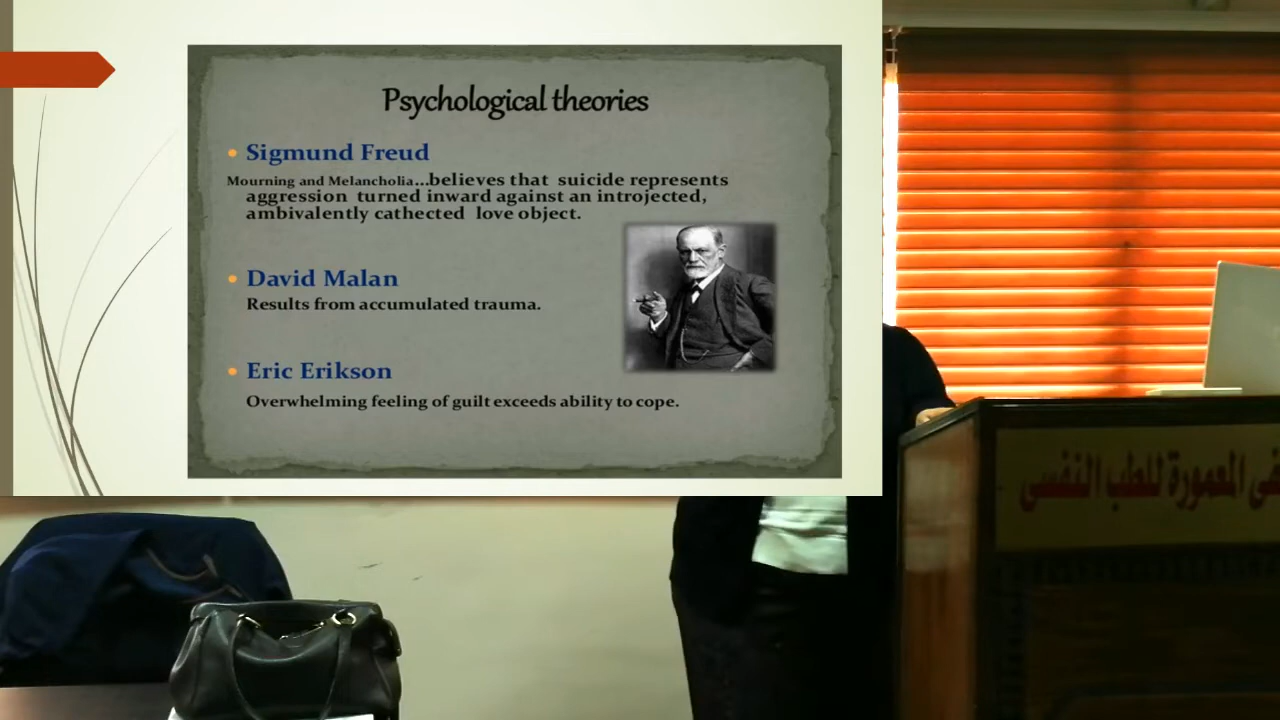 Psychological theories
• Sigmund Freud
Mourning and Melancholia...believes that suicide represents
aggression turned inward against an introjected,
ambivalently cathected love object.
• David Malan
Results from accumulated trauma.
• Eric Erikson
Overwhelming feeling of guilt exceeds ability to cope.
المعمورة للطب النفسى